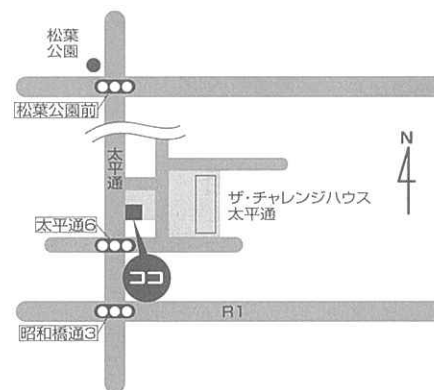 松葉
公園
松葉公園前
太平通
N
ザ・チャレンジハウス
太平通
太平通6
ココ
昭和橋通3
R1